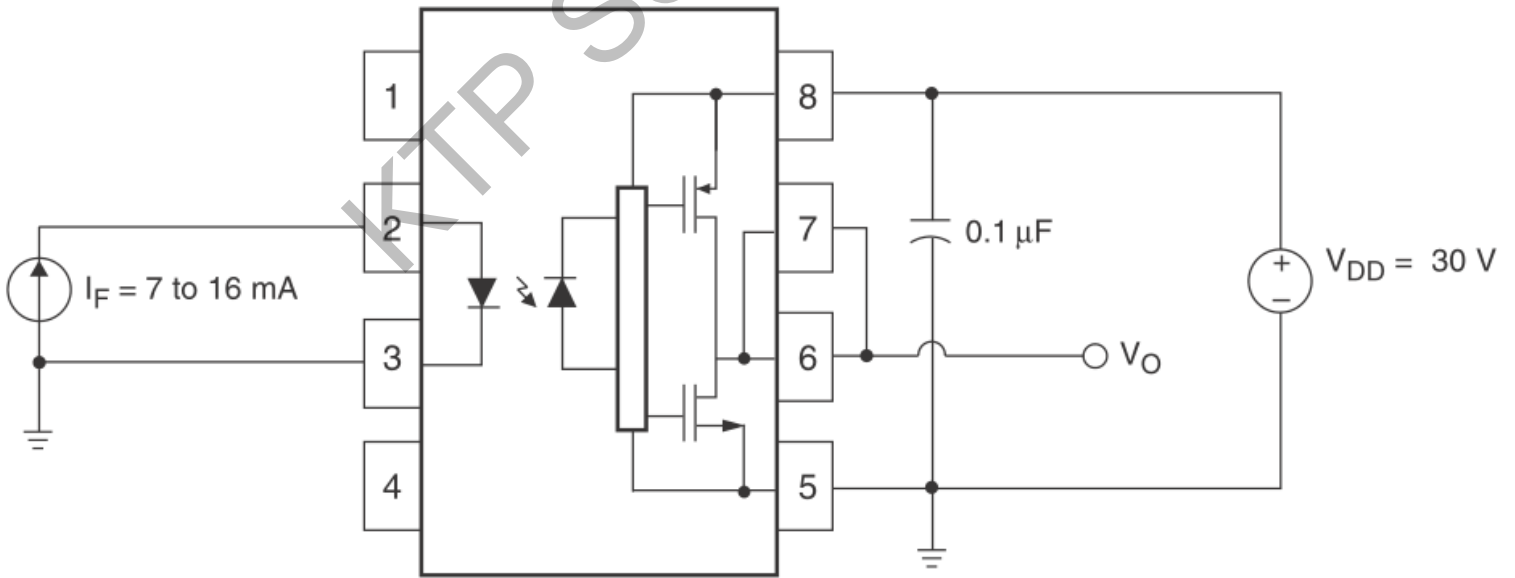 KTP S
1
2
3
4
8
7
6
5
I_F = 7 to 16 mA
0.1 μF
+
−
V_DD = 30 V
V_O